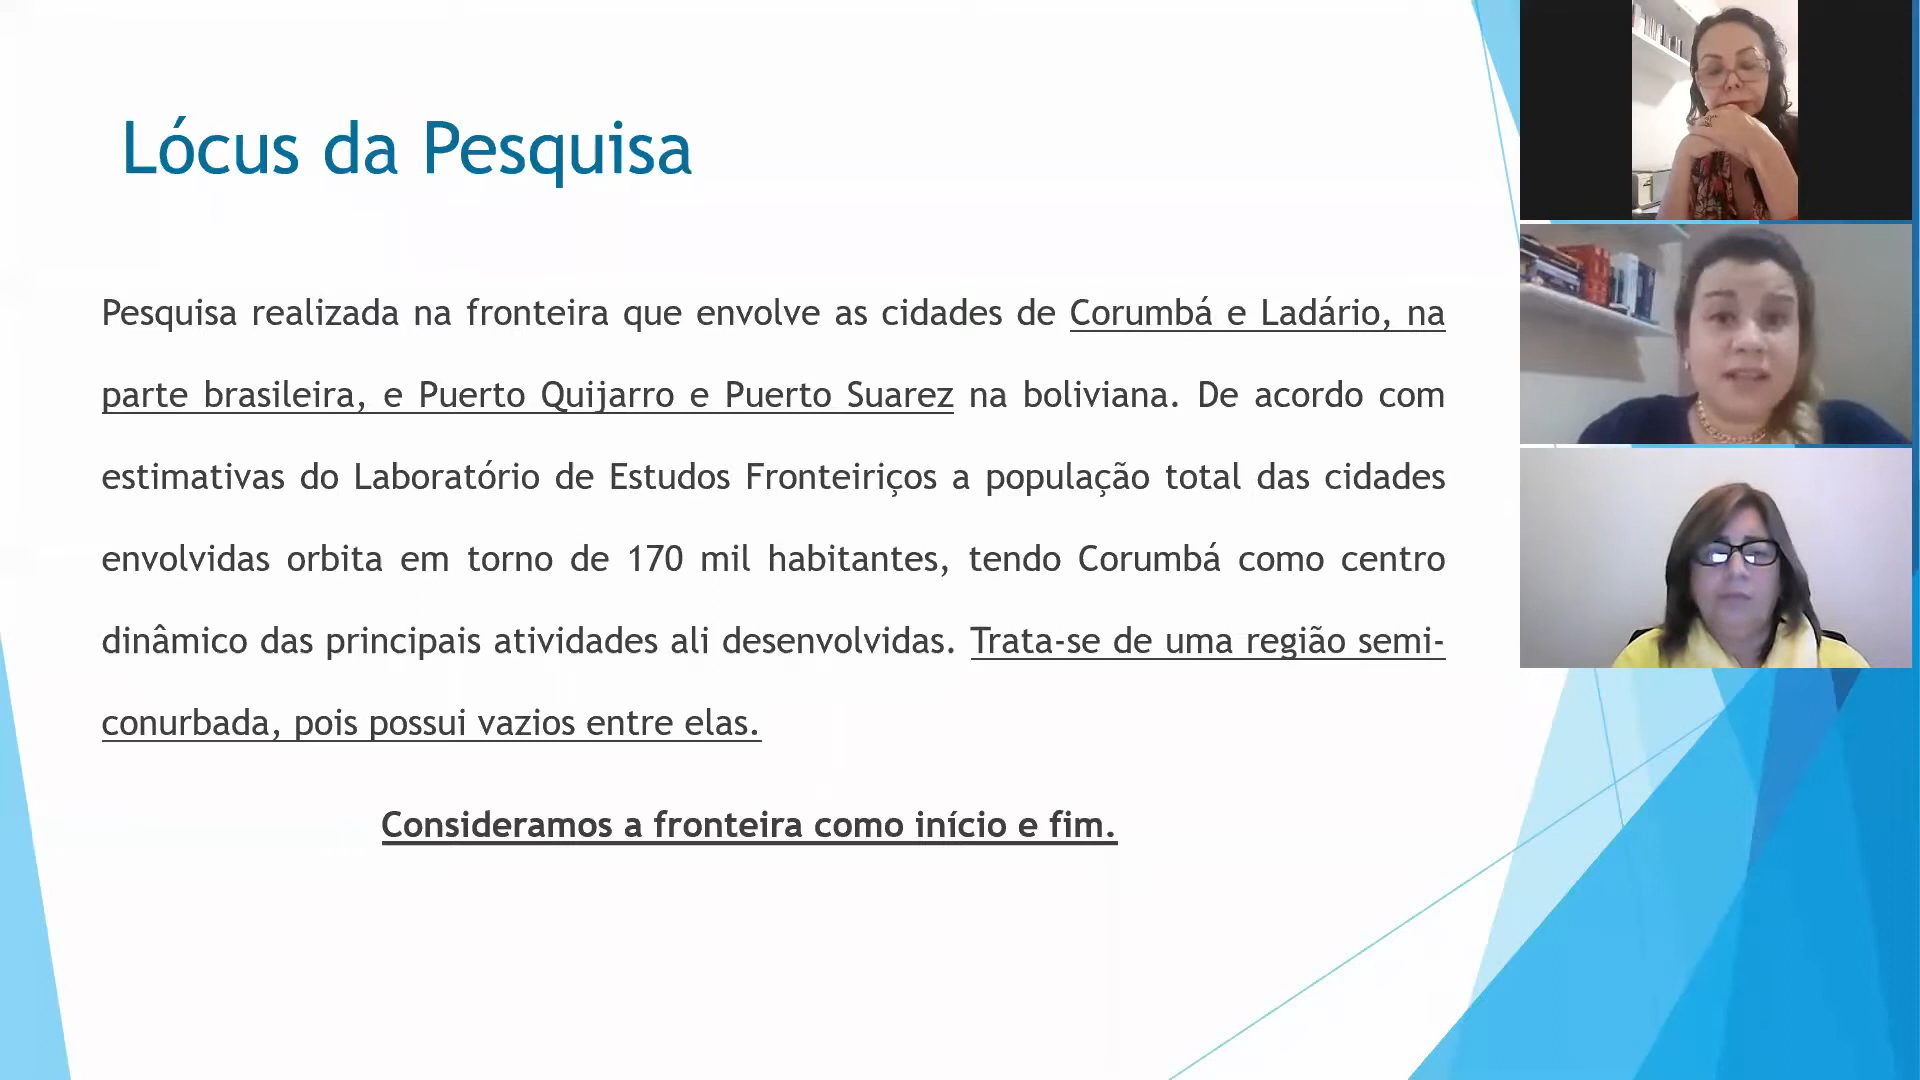 Lócus da Pesquisa
Pesquisa realizada na fronteira que envolve as cidades de Corumbá e Ladário, na
parte brasileira, e Puerto Quijarro e Puerto Suarez na boliviana. De acordo com
estimativas do Laboratório de Estudos Fronteiriços a população total das cidades
envolvidas orbita em torno de 170 mil habitantes, tendo Corumbá como centro
dinâmico das principais atividades ali desenvolvidas. Trata-se de uma região semi-
conurbada, pois possui vazios entre elas.
Consideramos a fronteira como início e fim.